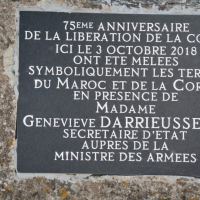 75EME ANNIVERSAIRE
DE LA LIBERATION DE LA CO
ICI LE 3 OCTOBRE 2018
ONT ETE MELEES
SYMBOLIQUEMENT LES TER
DU MAROC ET DE LA COR
EN PRESENCE DE
MADAME
GENEVIEVE DARRIEUSSE
SECRETAIRE D'ETAT
AUPRES DE LA
MINISTRE DES ARMEES